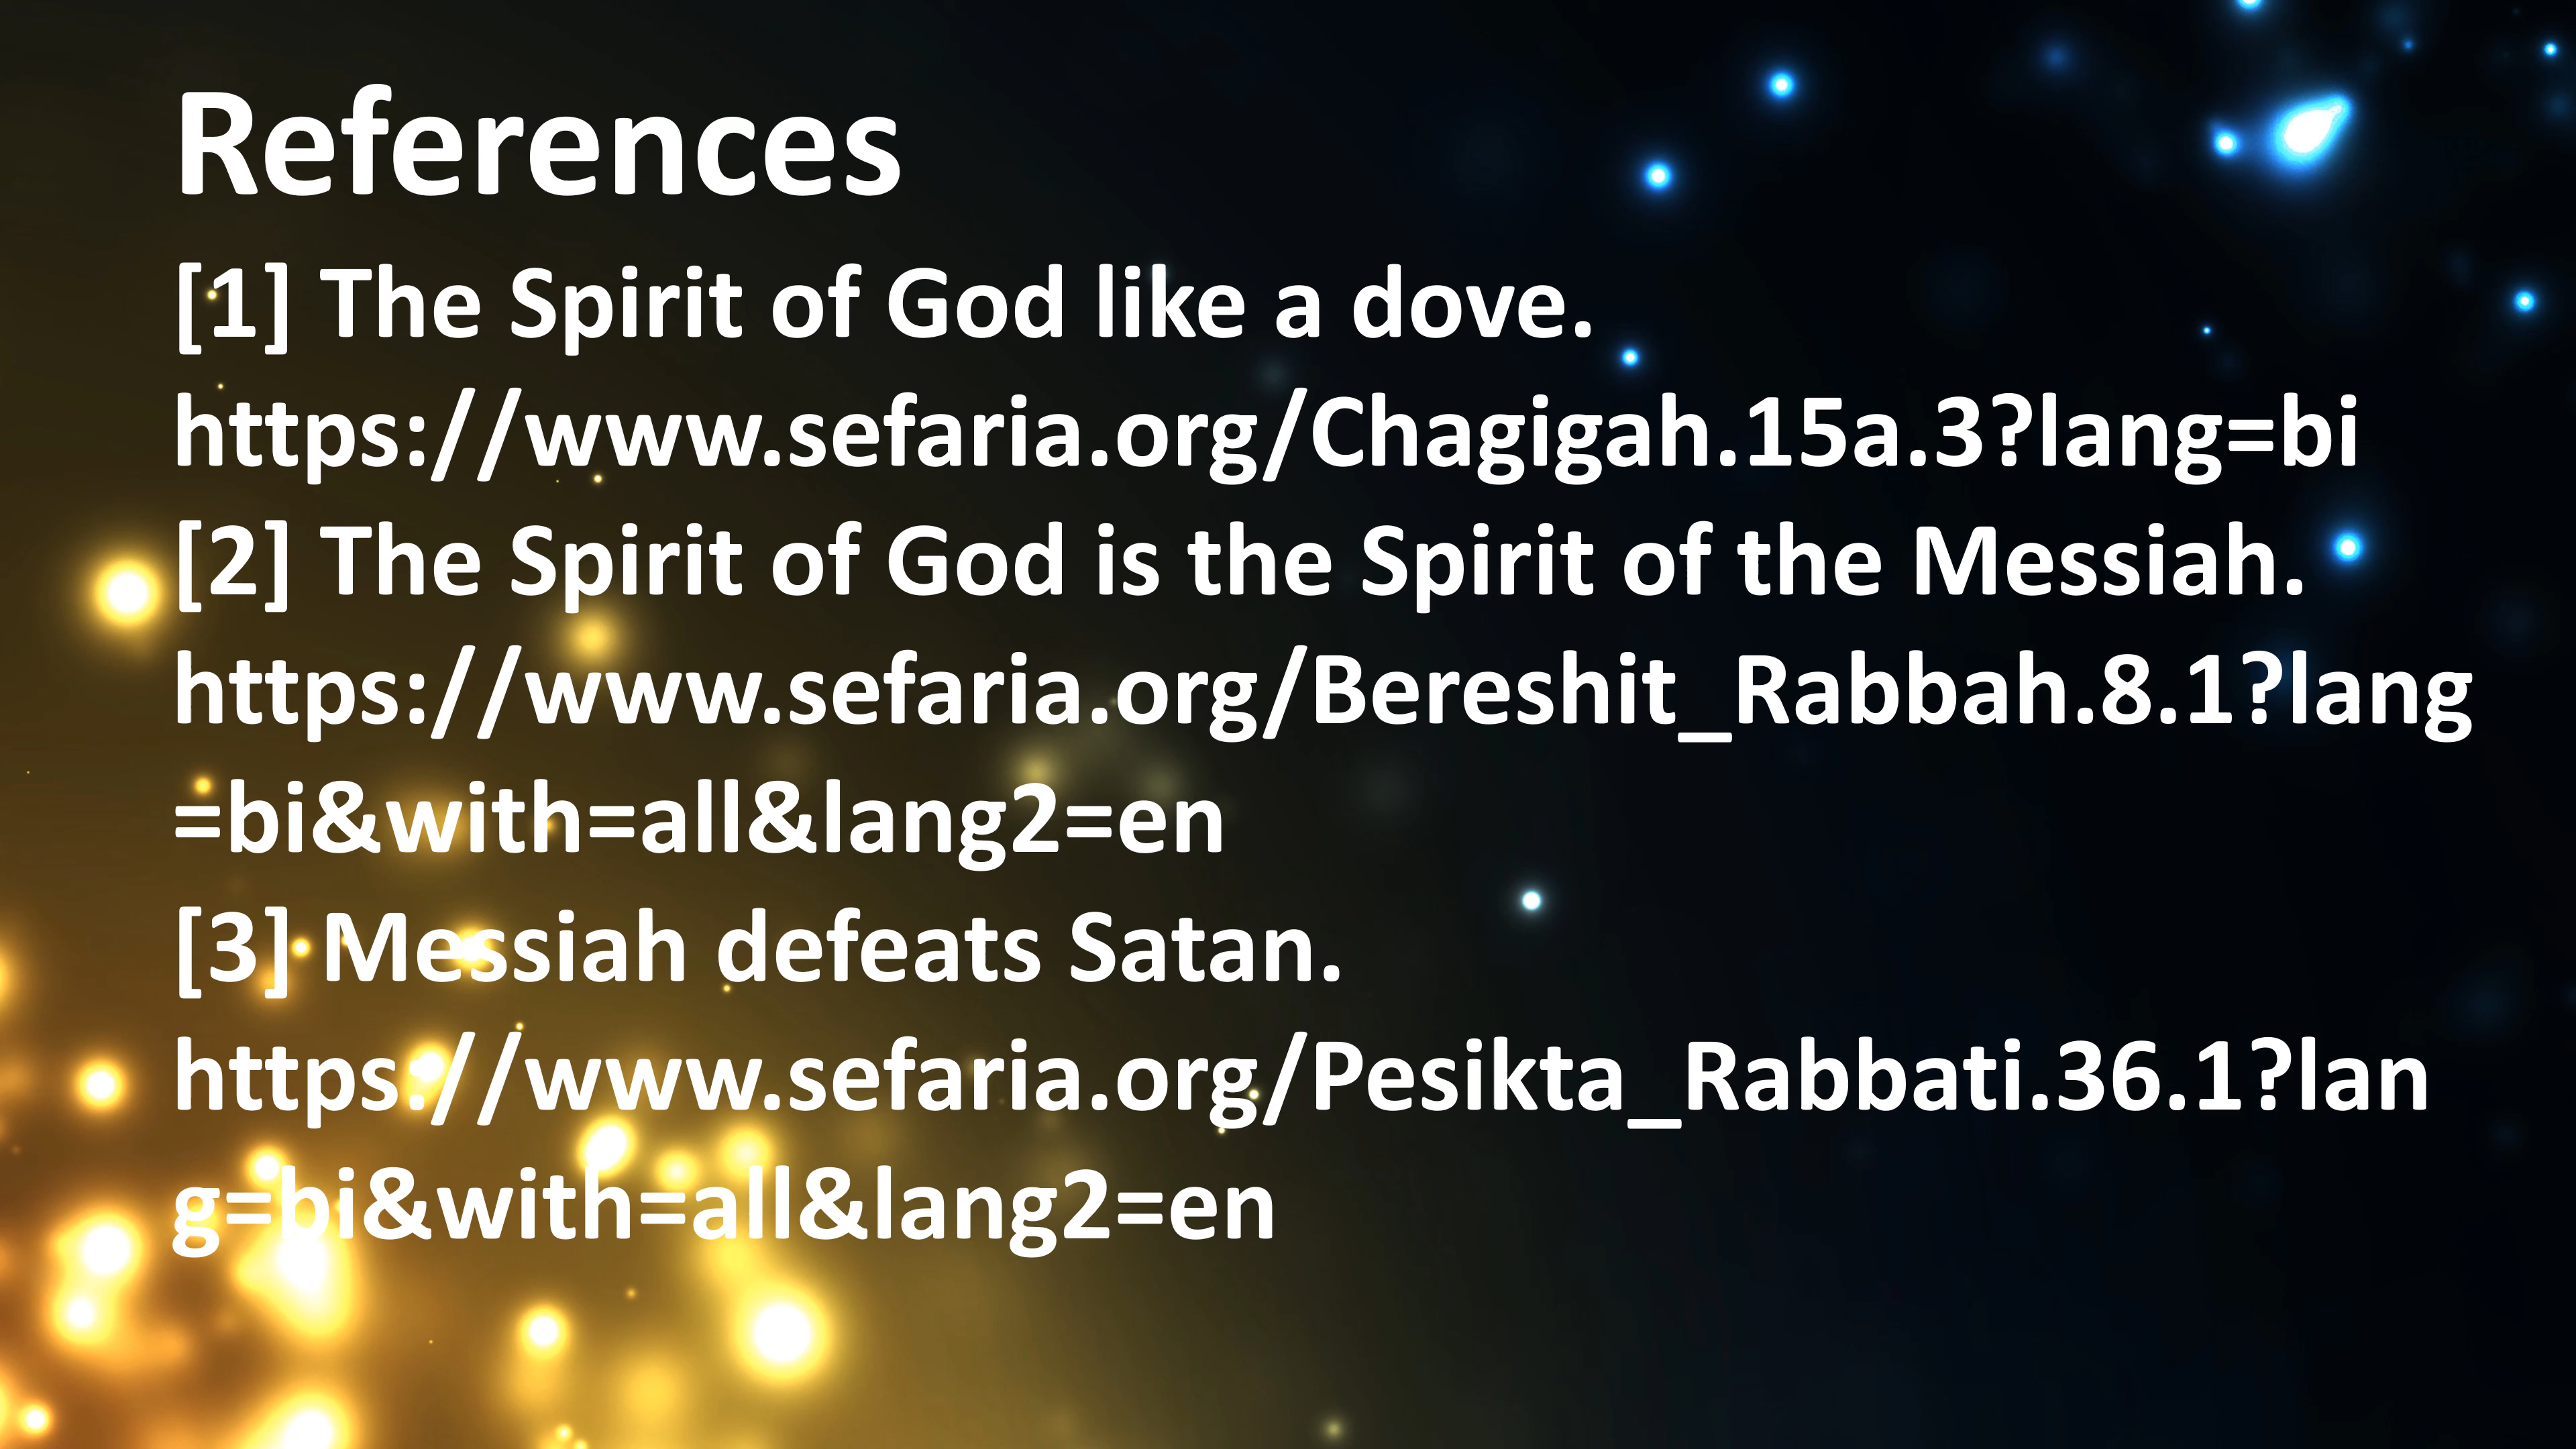 References
[1] The Spirit of God like a dove.
https://www.sefaria.org/Chagigah.15a.3?lang=bi
[2] The Spirit of God is the Spirit of the Messiah.
https://www.sefaria.org/Bereshit_Rabbah.8.1?lang
=bi&with=all&lang2=en
[3] Messiah defeats Satan.
https://www.sefaria.org/Pesikta_Rabbati.36.1?lan
g=bi&with=all&lang2=en